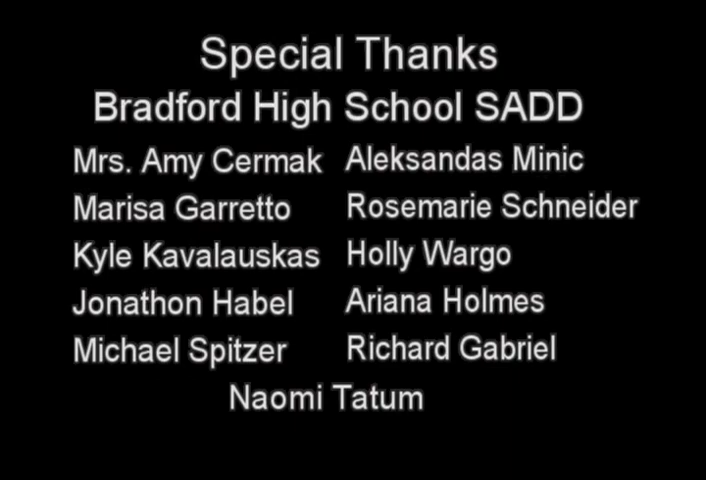 Special Thanks
Bradford High School SADD
Mrs. Amy Cermak Aleksandas Minic
Marisa Garretto Rosemarie Schneider
Kyle Kavalauskas Holly Wargo
Jonathon Habel Ariana Holmes
Michael Spitzer Richard Gabriel
Naomi Tatum